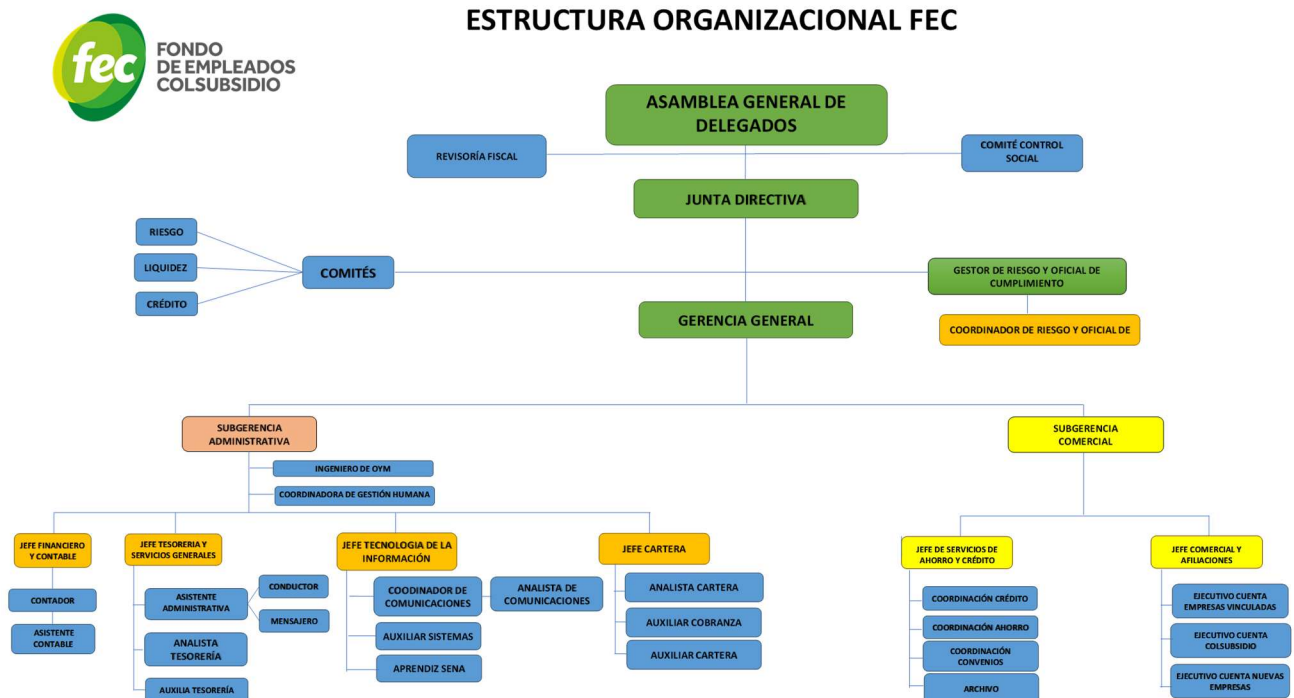 ESTRUCTURA ORGANIZACIONAL FEC
fec
FONDO
DE EMPLEADOS
COLSUBSIDIO
ASAMBLEA GENERAL DE
DELEGADOS
REVISORÍA FISCAL
COMITÉ CONTROL
SOCIAL
JUNTA DIRECTIVA
RIESGO
LIQUIDEZ
CRÉDITO
COMITÉS
GESTOR DE RIESGO Y OFICIAL DE
CUMPLIMIENTO
GERENCIA GENERAL
COORDINADOR DE RIESGO Y OFICIAL DE
SUBGERENCIA
ADMINISTRATIVA
SUBGERENCIA
COMERCIAL
INGENIERO DE OYM
COORDINADORA DE GESTIÓN HUMANA
JEFE FINANCIERO
Y CONTABLE
CONTADOR
ASISTENTE
CONTABLE
JEFE TESORERIA Y
SERVICIOS GENERALES
ASISTENTE
ADMINISTRATIVA
CONDUCTOR
MENSAJERO
ANALISTA
TESORERÍA
AUXILIA TESORERÍA
JEFE TECNOLOGIA DE LA
INFORMACIÓN
COODINADOR DE
COMUNICACIONES
ANALISTA DE
COMUNICACIONES
AUXILIAR SISTEMAS
APRENDIZ SENA
JEFE CARTERA
ANALISTA CARTERA
AUXILIAR COBRANZA
AUXILIAR CARTERA
JEFE DE SERVICIOS DE
AHORRO Y CRÉDITO
COORDINACIÓN CRÉDITO
COORDINACIÓN AHORRO
COORDINACIÓN
CONVENIOS
ARCHIVO
JEFE COMERCIAL Y
AFILIACIONES
EJECUTIVO CUENTA
EMPRESAS VINCULADAS
EJECUTIVO CUENTA
COLSUBSIDIO
EJECUTIVO CUENTA NUEVAS
EMPRESAS